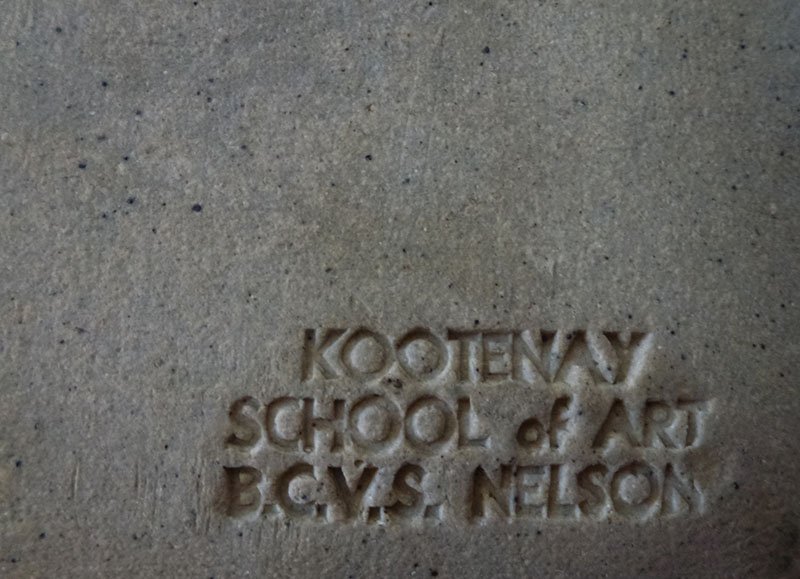 KOOTENAY
SCHOOL of ART
B.C.V.S. NELSON